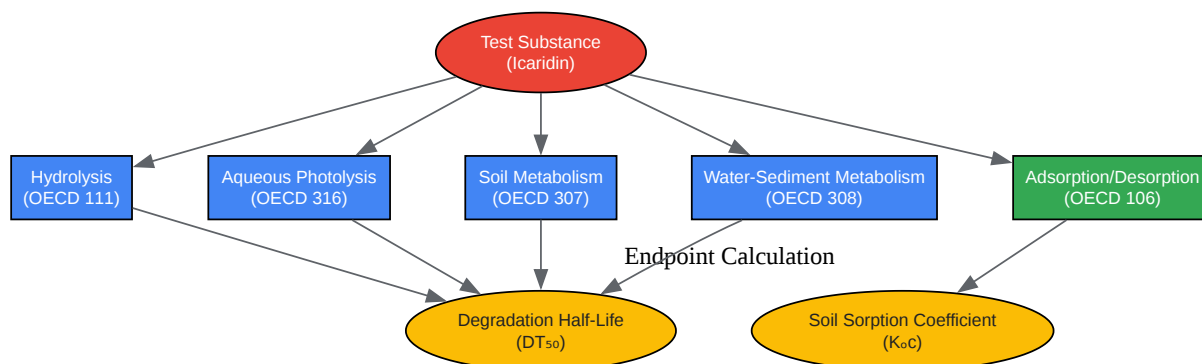 Test Substance
(Icaridin)
Hydrolysis
(OECD 111)
Aqueous Photolysis
(OECD 316)
Soil Metabolism
(OECD 307)
Water-Sediment Metabolism
(OECD 308)
Adsorption/Desorption
(OECD 106)
Endpoint Calculation
Degradation Half-Life
(DT₅₀)
Soil Sorption Coefficient
(Kₒc)